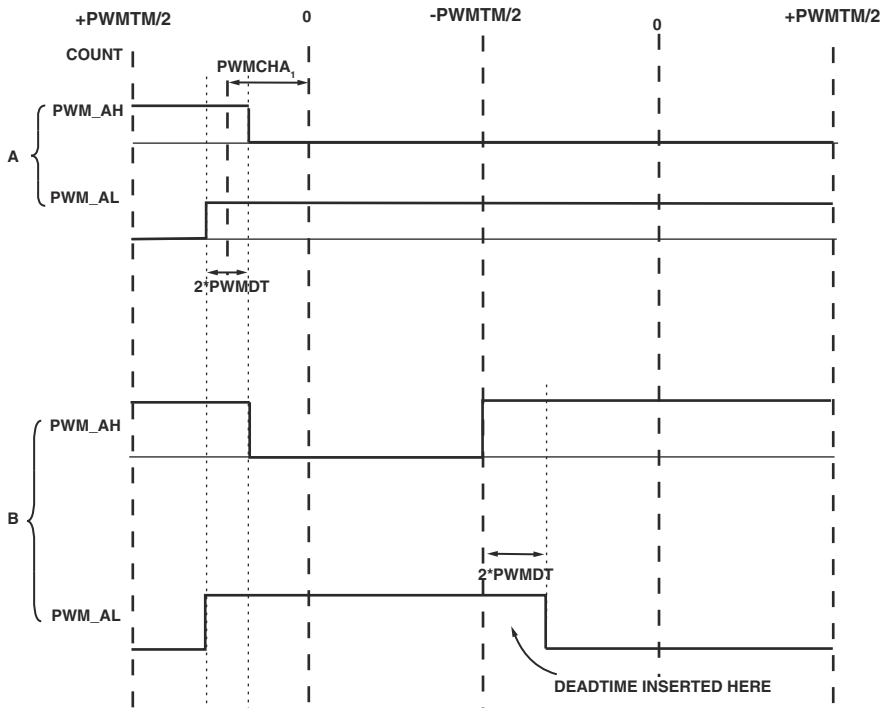 +PWMTM/2 0 -PWMTM/2 0 +PWMTM/2
COUNT
PWMCHA1
PWM_AH
A
PWM_AL
2*PWMDT
PWM_AH
B
2*PWMDT
PWM_AL
DEADTIME INSERTED HERE